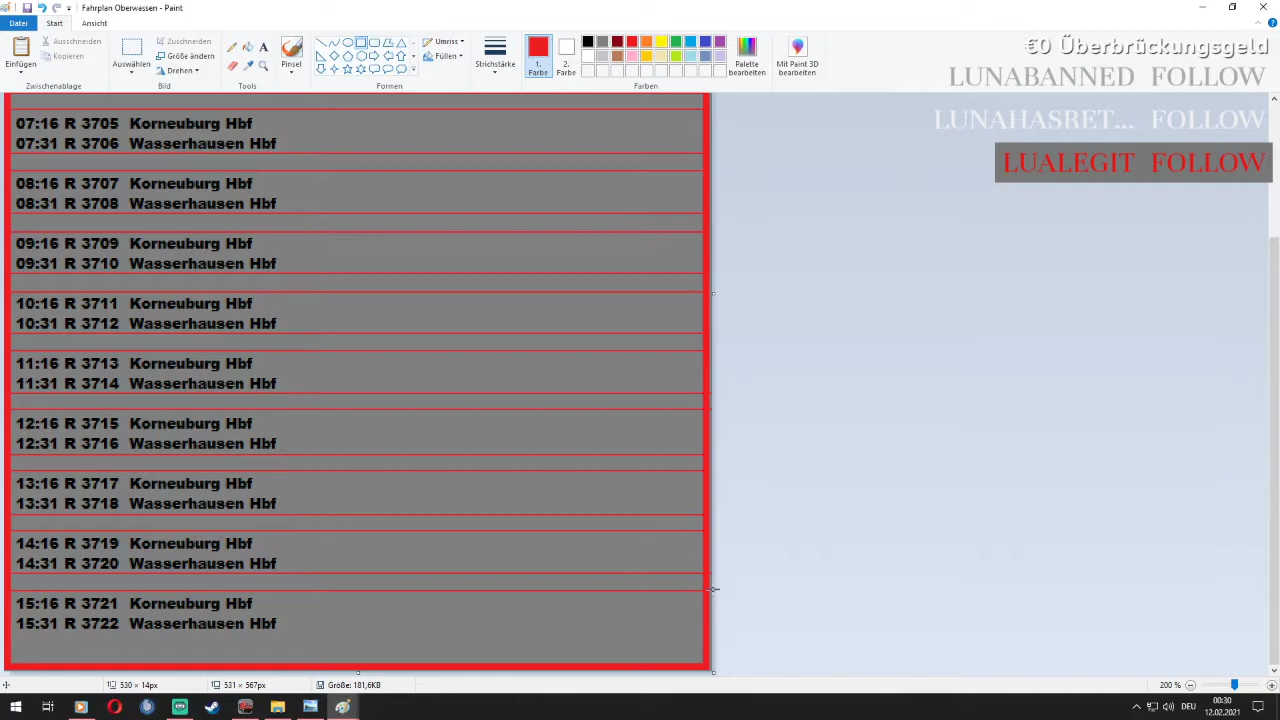 Fahrplan Oberwassen - Paint
Datei Start Ansicht
Einfügen
Ausschneiden
Kopieren
Zwischenablage
Auswählen
Zuschneiden
Größe ändern
Drehen
Bild
A
Tools
Pinsel
Umriss
Füllen
Formen
Strichstärke
1. Farbe
2. Farbe
Palette bearbeiten
Farben
Mit Paint 3D bearbeiten
€0 Überbrückungsgeld
LUNABANNED FOLLOW
LUNAHASRET... FOLLOW
LUALEGIT FOLLOW
07:16 R 3705 Korneuburg Hbf
07:31 R 3706 Wasserhausen Hbf
08:16 R 3707 Korneuburg Hbf
08:31 R 3708 Wasserhausen Hbf
09:16 R 3709 Korneuburg Hbf
09:31 R 3710 Wasserhausen Hbf
10:16 R 3711 Korneuburg Hbf
10:31 R 3712 Wasserhausen Hbf
11:16 R 3713 Korneuburg Hbf
11:31 R 3714 Wasserhausen Hbf
12:16 R 3715 Korneuburg Hbf
12:31 R 3716 Wasserhausen Hbf
13:16 R 3717 Korneuburg Hbf
13:31 R 3718 Wasserhausen Hbf
14:16 R 3719 Korneuburg Hbf
14:31 R 3720 Wasserhausen Hbf
15:16 R 3721 Korneuburg Hbf
15:31 R 3722 Wasserhausen Hbf
530 × 14px
531 × 567px
Größe: 181,6KB
200 %
DEU
00:30
12.02.2021